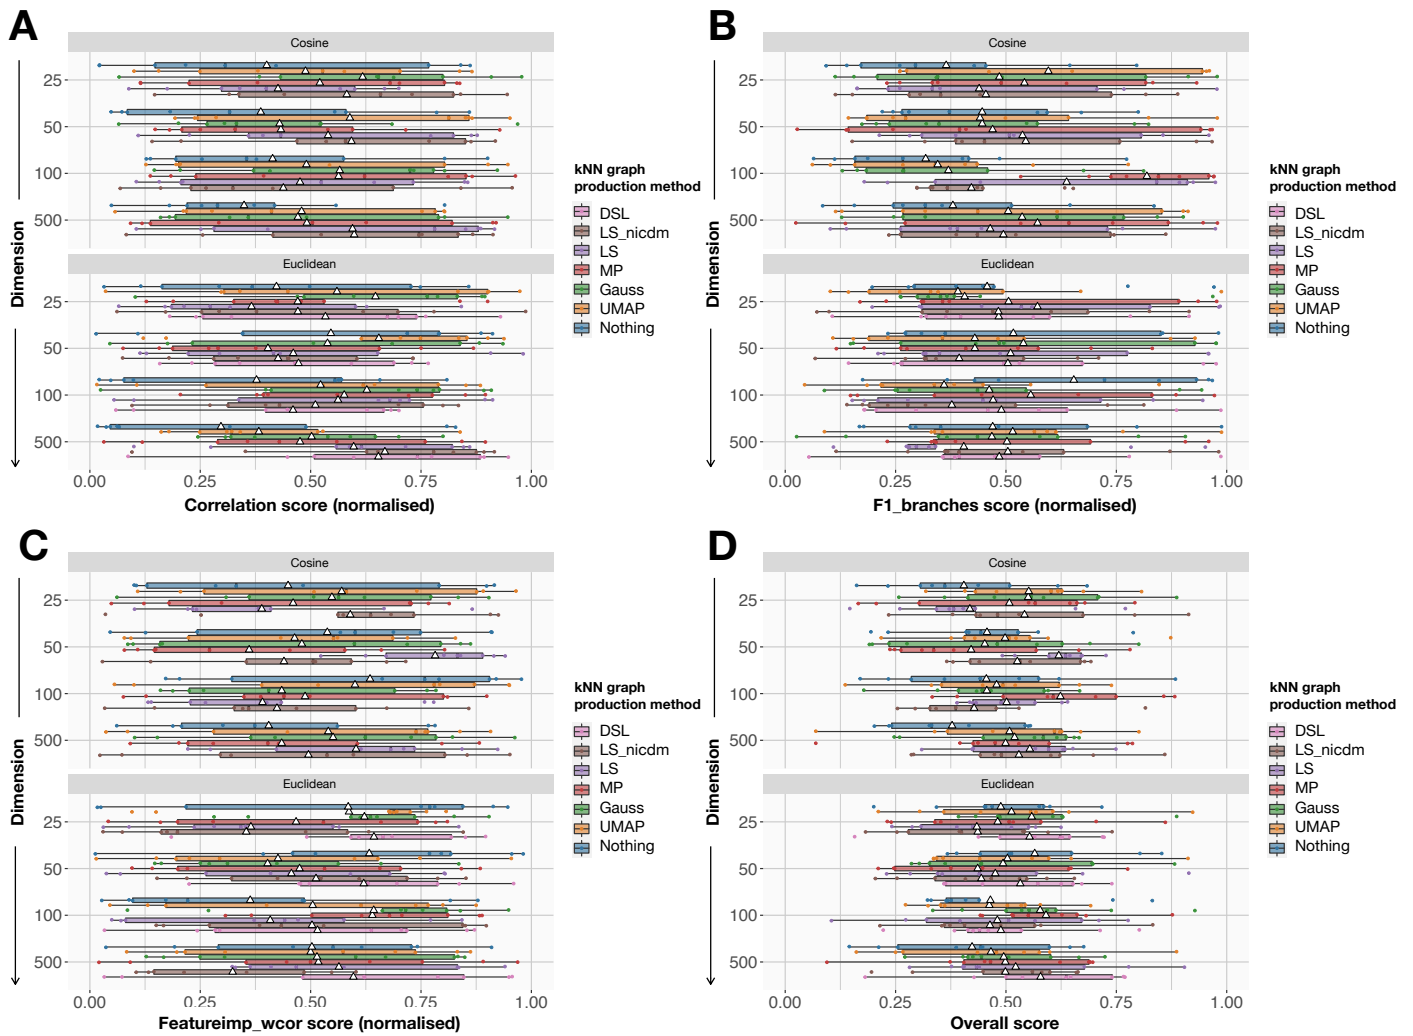 A
Cosine
25
50
100
500
Euclidean
25
50
100
500
Dimension
0.00 0.25 0.50 0.75 1.00
Correlation score (normalised)
kNN graph
production method
DSL
LS_nicdm
LS
MP
Gauss
UMAP
Nothing
B
Cosine
25
50
100
500
Euclidean
25
50
100
500
Dimension
0.00 0.25 0.50 0.75 1.00
F1_branches score (normalised)
kNN graph
production method
DSL
LS_nicdm
LS
MP
Gauss
UMAP
Nothing
C
Cosine
25
50
100
500
Euclidean
25
50
100
500
Dimension
0.00 0.25 0.50 0.75 1.00
Featureimp_wcor score (normalised)
kNN graph
production method
DSL
LS_nicdm
LS
MP
Gauss
UMAP
Nothing
D
Cosine
25
50
100
500
Euclidean
25
50
100
500
Dimension
0.00 0.25 0.50 0.75 1.00
Overall score
kNN graph
production method
DSL
LS_nicdm
LS
MP
Gauss
UMAP
Nothing